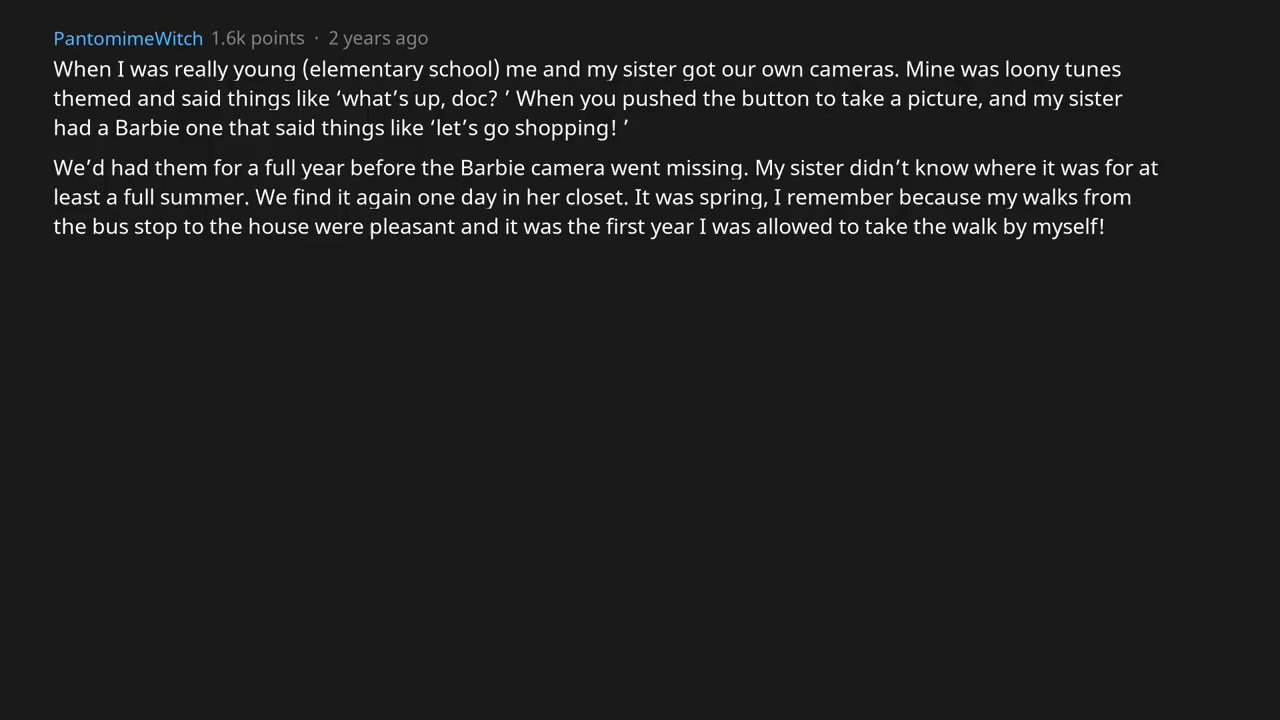 PantomimeWitch 1.6k points · 2 years ago
When I was really young (elementary school) me and my sister got our own cameras. Mine was loony tunes
themed and said things like ‘what’s up, doc? ’ When you pushed the button to take a picture, and my sister
had a Barbie one that said things like ‘let’s go shopping! ’
We’d had them for a full year before the Barbie camera went missing. My sister didn’t know where it was for at
least a full summer. We find it again one day in her closet. It was spring, I remember because my walks from
the bus stop to the house were pleasant and it was the first year I was allowed to take the walk by myself!